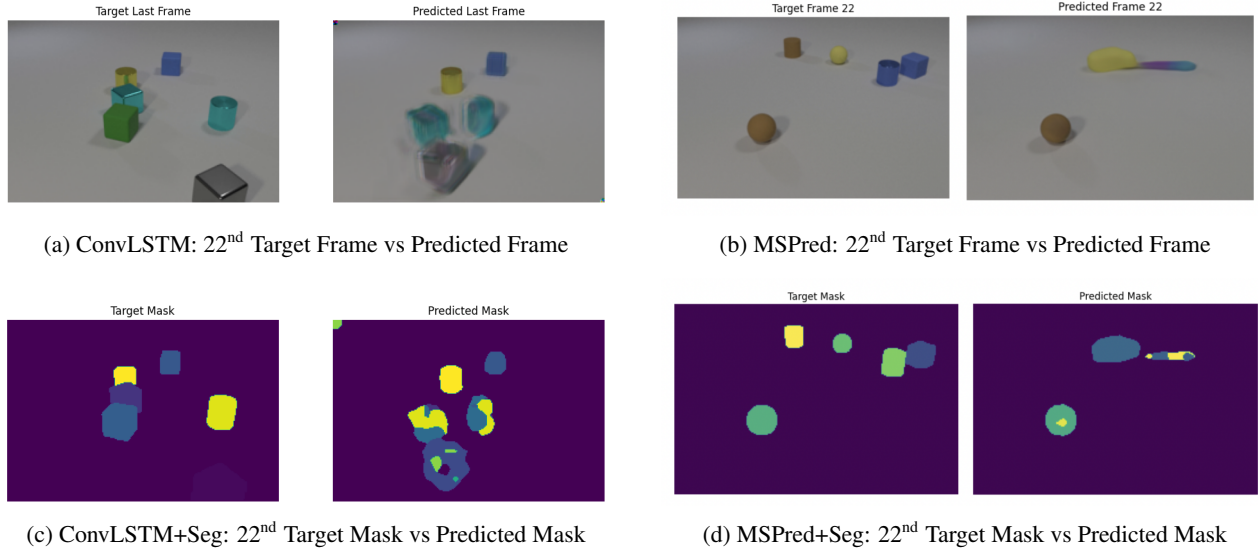 Target Last Frame
Predicted Last Frame
Target Frame 22
Predicted Frame 22
(a) ConvLSTM: 22nd Target Frame vs Predicted Frame
(b) MSPred: 22nd Target Frame vs Predicted Frame
Target Mask
Predicted Mask
Target Mask
Predicted Mask
(c) ConvLSTM+Seg: 22nd Target Mask vs Predicted Mask
(d) MSPred+Seg: 22nd Target Mask vs Predicted Mask